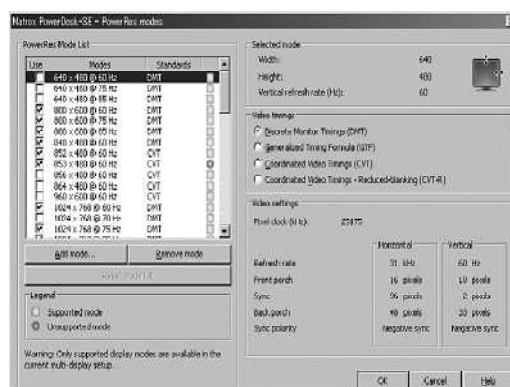 Matrox PowerDesk-SE - PowerRes modes
PowerRes Mode List
Use Modes Standards
640 x 480 @ 60 Hz DMT
640 x 480 @ 75 Hz DMT
640 x 480 @ 85 Hz DMT
800 x 600 @ 60 Hz DMT
800 x 600 @ 75 Hz DMT
800 x 600 @ 85 Hz DMT
848 x 480 @ 60 Hz DMT
852 x 480 @ 60 Hz CVT
853 x 480 @ 60 Hz CVT
856 x 480 @ 60 Hz CVT
864 x 480 @ 60 Hz CVT
960 x 600 @ 60 Hz CVT
1024 x 768 @ 60 Hz DMT
1024 x 768 @ 70 Hz DMT
1024 x 768 @ 75 Hz DMT
Add mode...
Remove mode
Legend
Supported mode
Unsupported mode
Warning: Only supported display modes are available in the
current multi-display setup.
Selected mode
Width: 640
Height: 480
Vertical refresh rate (Hz): 60
Video timings
Discrete Monitor Timings (DMT)
Generalized Timing Formula (GTF)
Coordinated Video Timings (CVT)
Coordinated Video Timings - Reduced-blanking (CVT-R)
Video settings
Pixel clock (kHz): 25175
Horizontal Vertical
Refresh rate 31 kHz 60 Hz
Front porch 16 pixels 10 pixels
Sync 96 pixels 2 pixels
Back porch 48 pixels 33 pixels
Sync polarity Negative sync Negative sync
OK Cancel Help